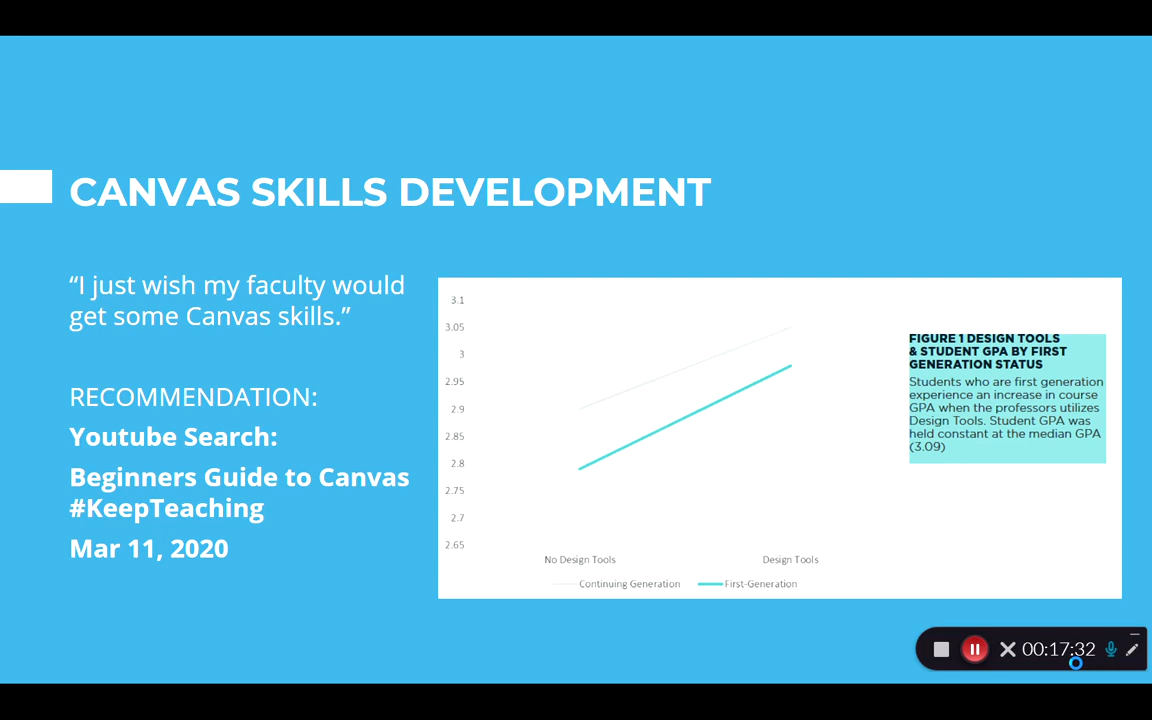 CANVAS SKILLS DEVELOPMENT
“I just wish my faculty would
get some Canvas skills.”
RECOMMENDATION:
Youtube Search:
Beginners Guide to Canvas
#KeepTeaching
Mar 11, 2020
3.1
3.05
3
2.95
2.9
2.85
2.8
2.75
2.7
2.65
No Design Tools
Design Tools
Continuing Generation
First-Generation
FIGURE 1 DESIGN TOOLS
& STUDENT GPA BY FIRST
GENERATION STATUS
Students who are first generation
experience an increase in course
GPA when the professors utilizes
Design Tools. Student GPA was
held constant at the median GPA
(3.09)
00:17:32